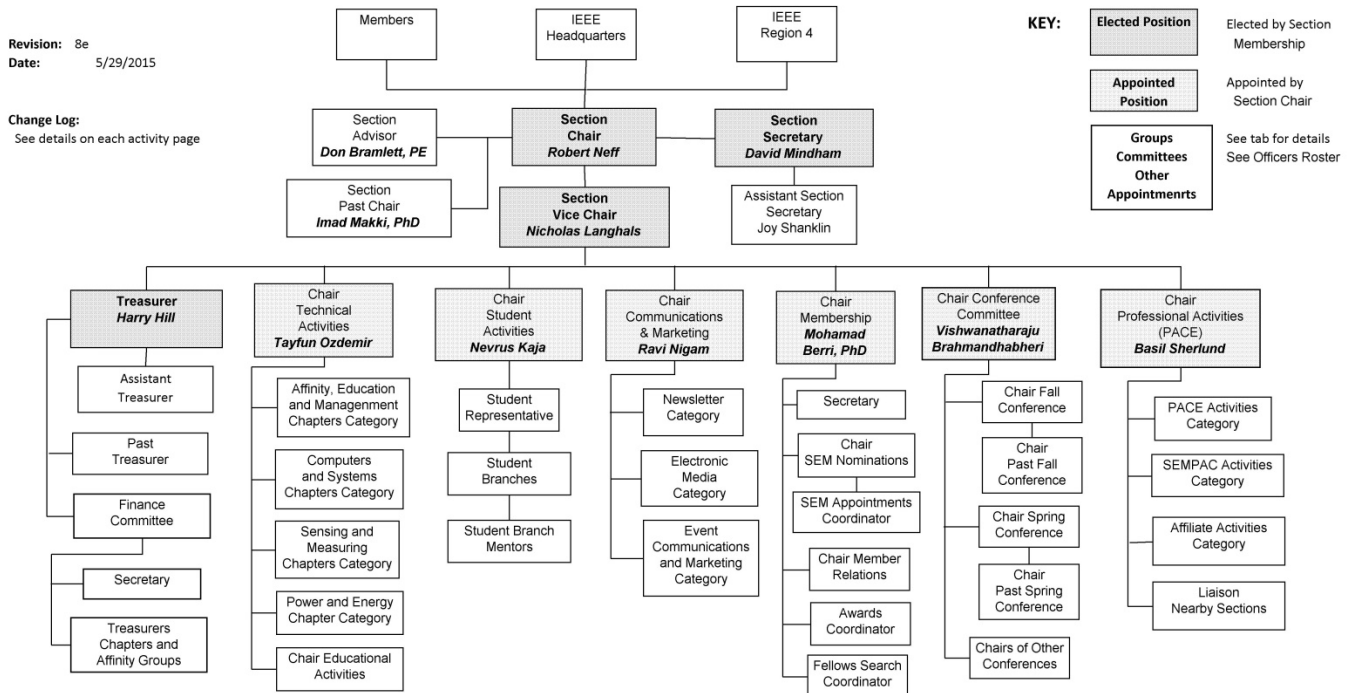 Revision: 8e
Date: 5/29/2015
Change Log:
See details on each activity page
Members
IEEE
Headquarters
IEEE
Region 4
KEY:
Elected Position
Elected by Section
Membership
Appointed
Position
Appointed by
Section Chair
Groups
Committees
Other
Appointmenrts
See tab for details
See Officers Roster
Section
Advisor
Don Bramlett, PE
Section
Chair
Robert Neff
Section
Secretary
David Mindham
Section
Past Chair
Imad Makki, PhD
Section
Vice Chair
Nicholas Langhals
Assistant Section
Secretary
Joy Shanklin
Treasurer
Harry Hill
Assistant
Treasurer
Past
Treasurer
Finance
Committee
Secretary
Treasurers
Chapters and
Affinity Groups
Chair
Technical
Activities
Tayfun Ozdemir
Affinity, Education
and Managenment
Chapters Category
Computers
and Systems
Chapters Category
Sensing and
Measuring
Chapters Category
Power and Energy
Chapter Category
Chair Educational
Activities
Chair
Student
Activities
Nevrus Kaja
Student
Representative
Student
Branches
Student Branch
Mentors
Chair
Communications
& Marketing
Ravi Nigam
Newsletter
Category
Electronic
Media
Category
Event
Communications
and Marketing
Category
Chair
Membership
Mohamad
Berri, PhD
Secretary
Chair
SEM Nominations
SEM Appointments
Coordinator
Chair Member
Relations
Awards
Coordinator
Fellows Search
Coordinator
Chair Conference
Committee
Vishwanatharaju
Brahmandhabheri
Chair Fall
Conference
Chair
Past Fall
Conference
Chair Spring
Conference
Chair
Past Spring
Conference
Chairs of Other
Conferences
Chair
Professional Activities
(PACE)
Basil Sherlund
PACE Activities
Category
SEMPAC Activities
Category
Affiliate Activities
Category
Liaison
Nearby Sections